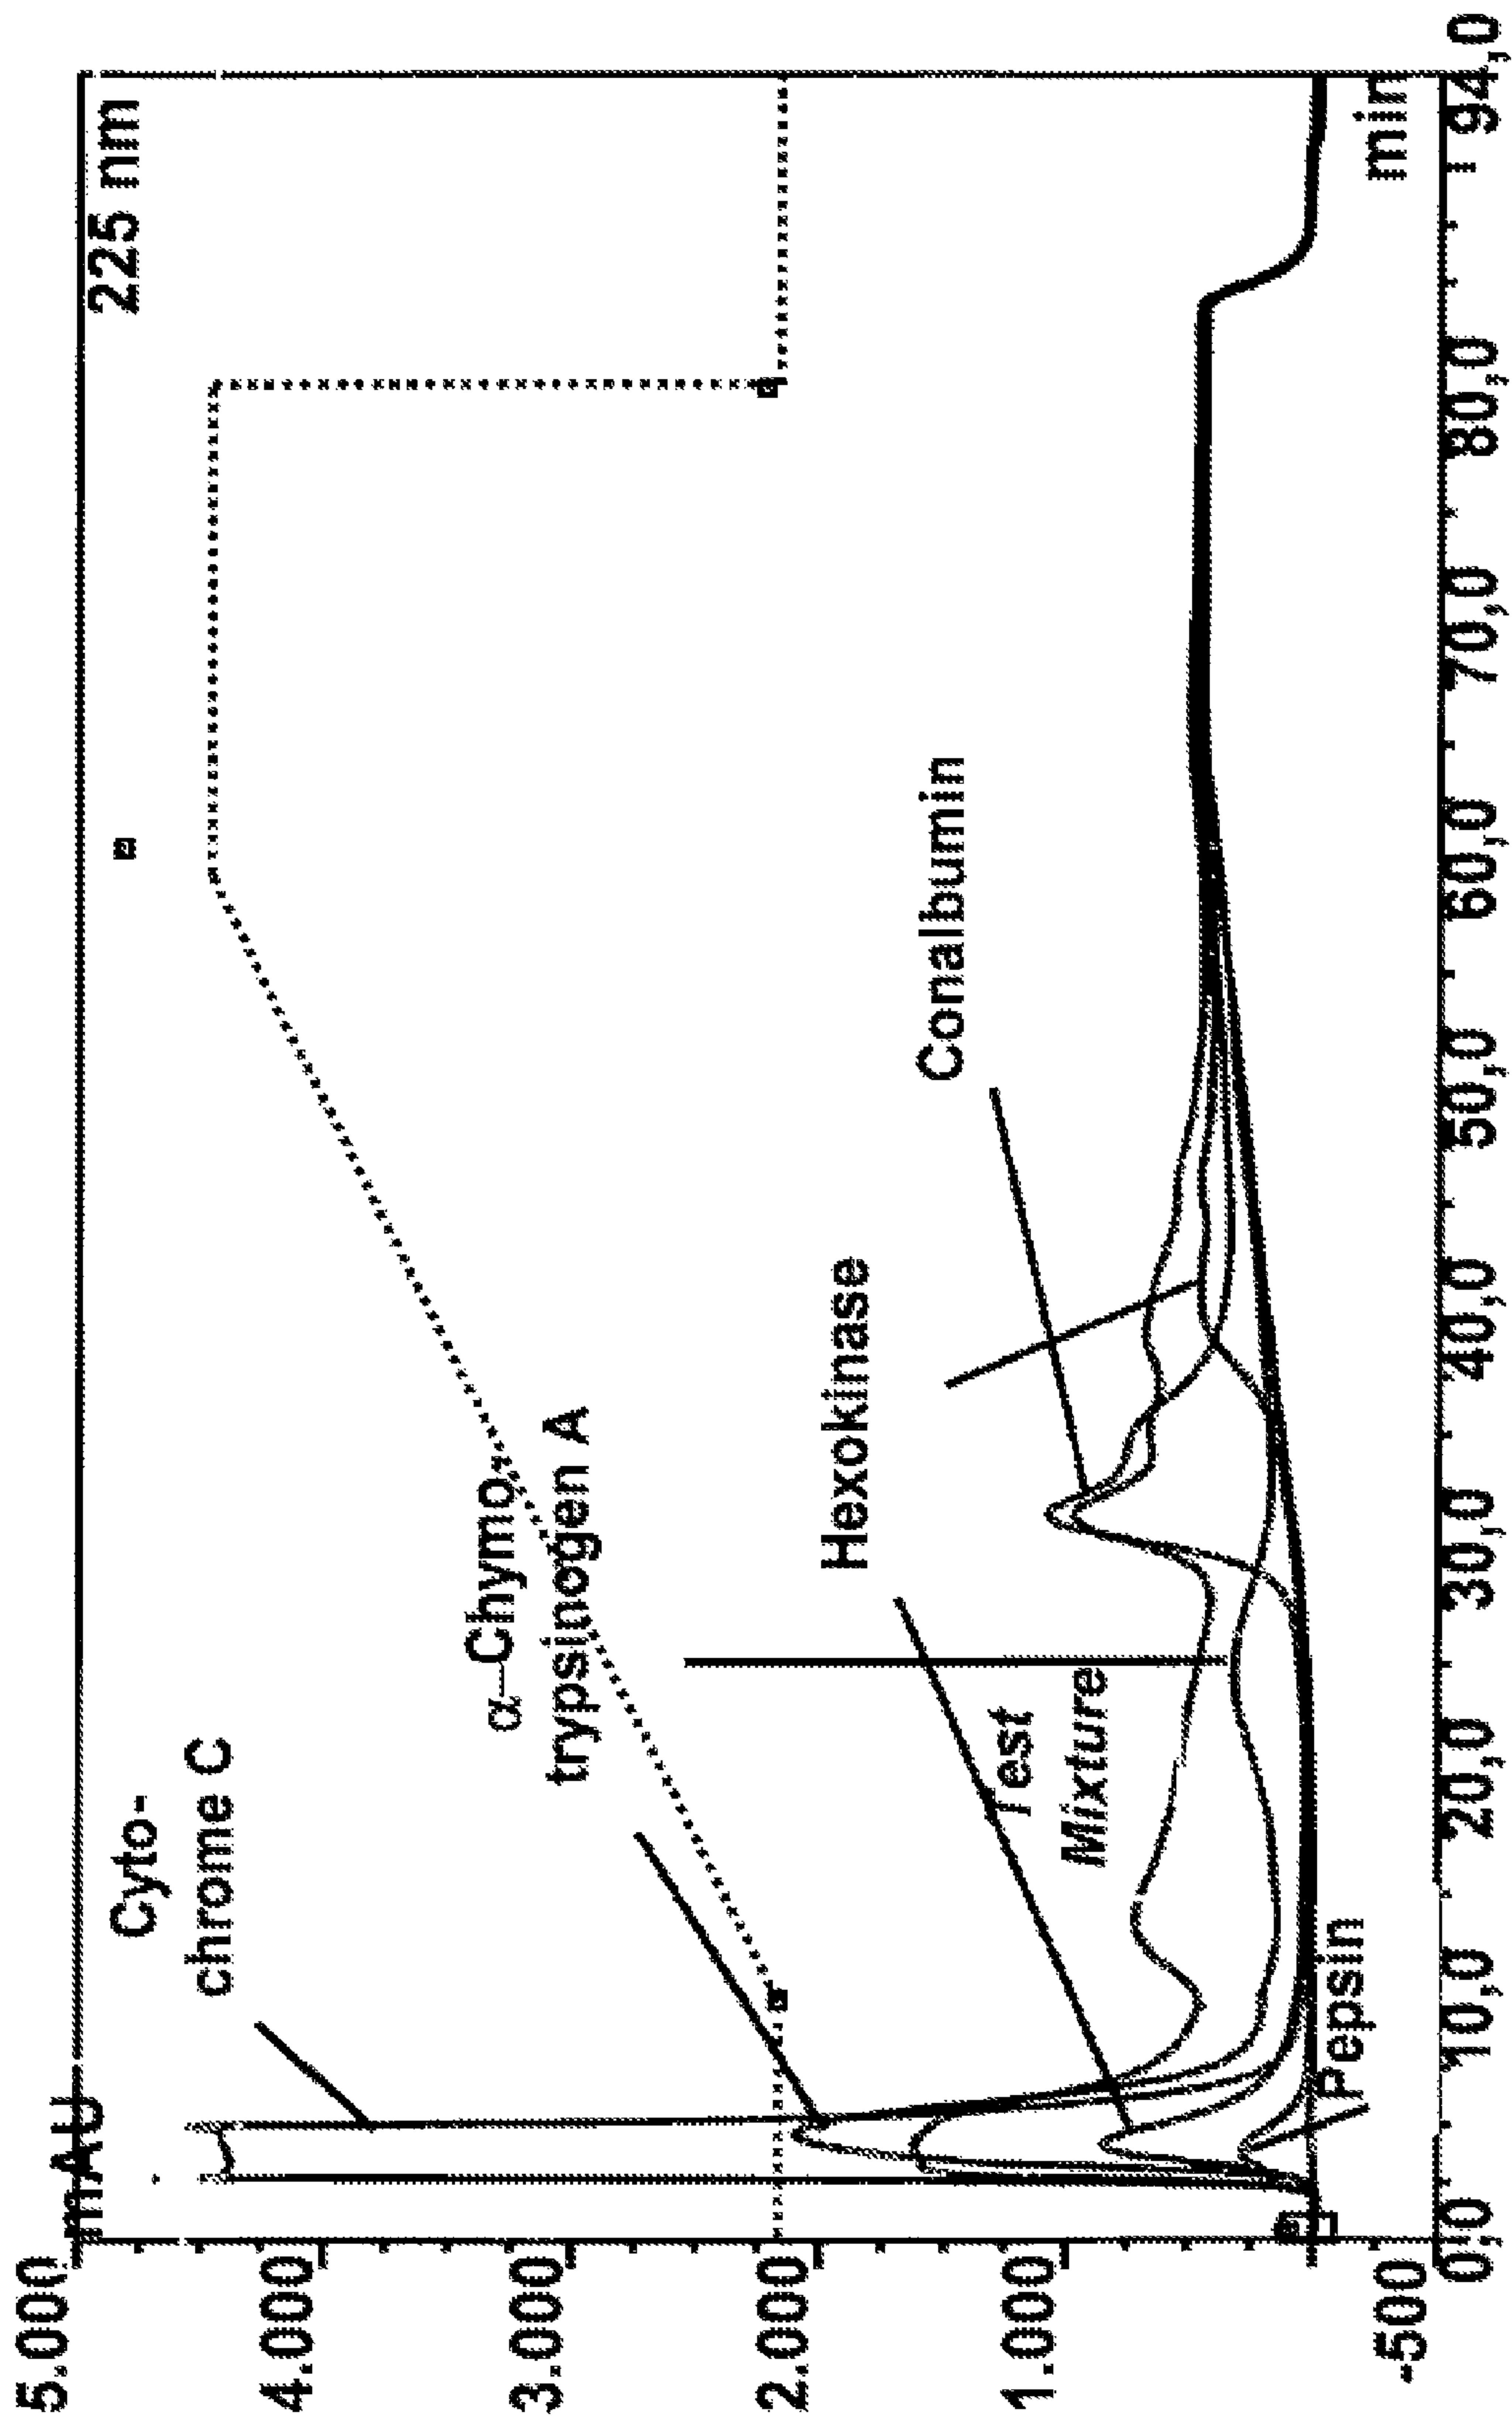 mAU
225 nm
5.000
4.000
3.000
2.000
1.000
-500
Cyto-
chrome C
α–Chymo-
trypsinogen A
Hexokinase
Conalbumin
Test
Mixture
Pepsin
min
0,0
10,0
20,0
30,0
40,0
50,0
60,0
70,0
80,0
94,0